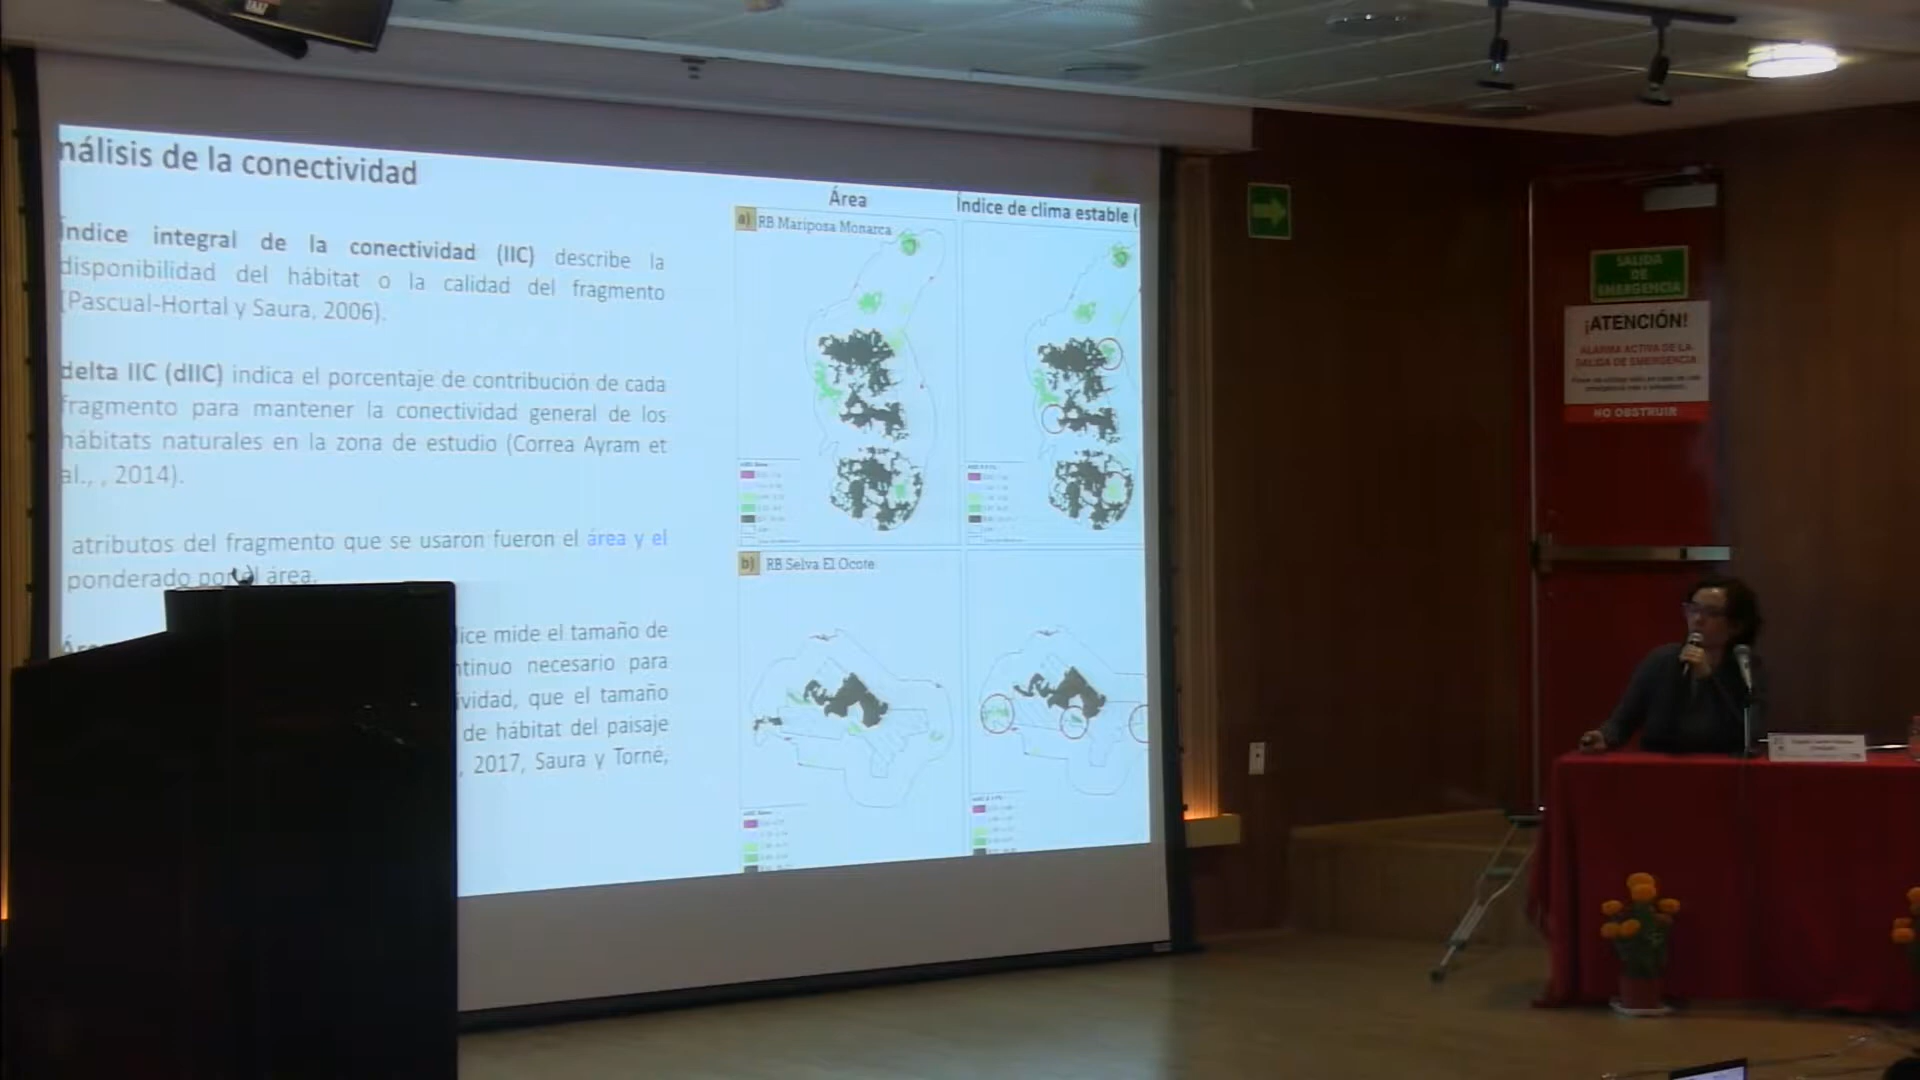 nálisis de la conectividad
Índice integral de la conectividad (IIC) describe la
disponibilidad del hábitat o la calidad del fragmento
(Pascual-Hortal y Saura, 2006).
delta IIC (dIIC) indica el porcentaje de contribución de cada
fragmento para mantener la conectividad general de los
hábitats naturales en la zona de estudio (Correa Ayram et
al., , 2014).
atributos del fragmento que se usaron fueron el área y el
ponderado por el área.
lice mide el tamaño de
ntinuo necesario para
ividad, que el tamaño
de hábitat del paisaje
, 2017, Saura y Torné,
Área
Índice de clima estable (
a) RB Mariposa Monarca
b) RB Selva El Ocote
SALIDA
DE
EMERGENCIA
¡ATENCIÓN!
ALARMA ACTIVA DE LA
SALIDA DE EMERGENCIA
NO OBSTRUIR